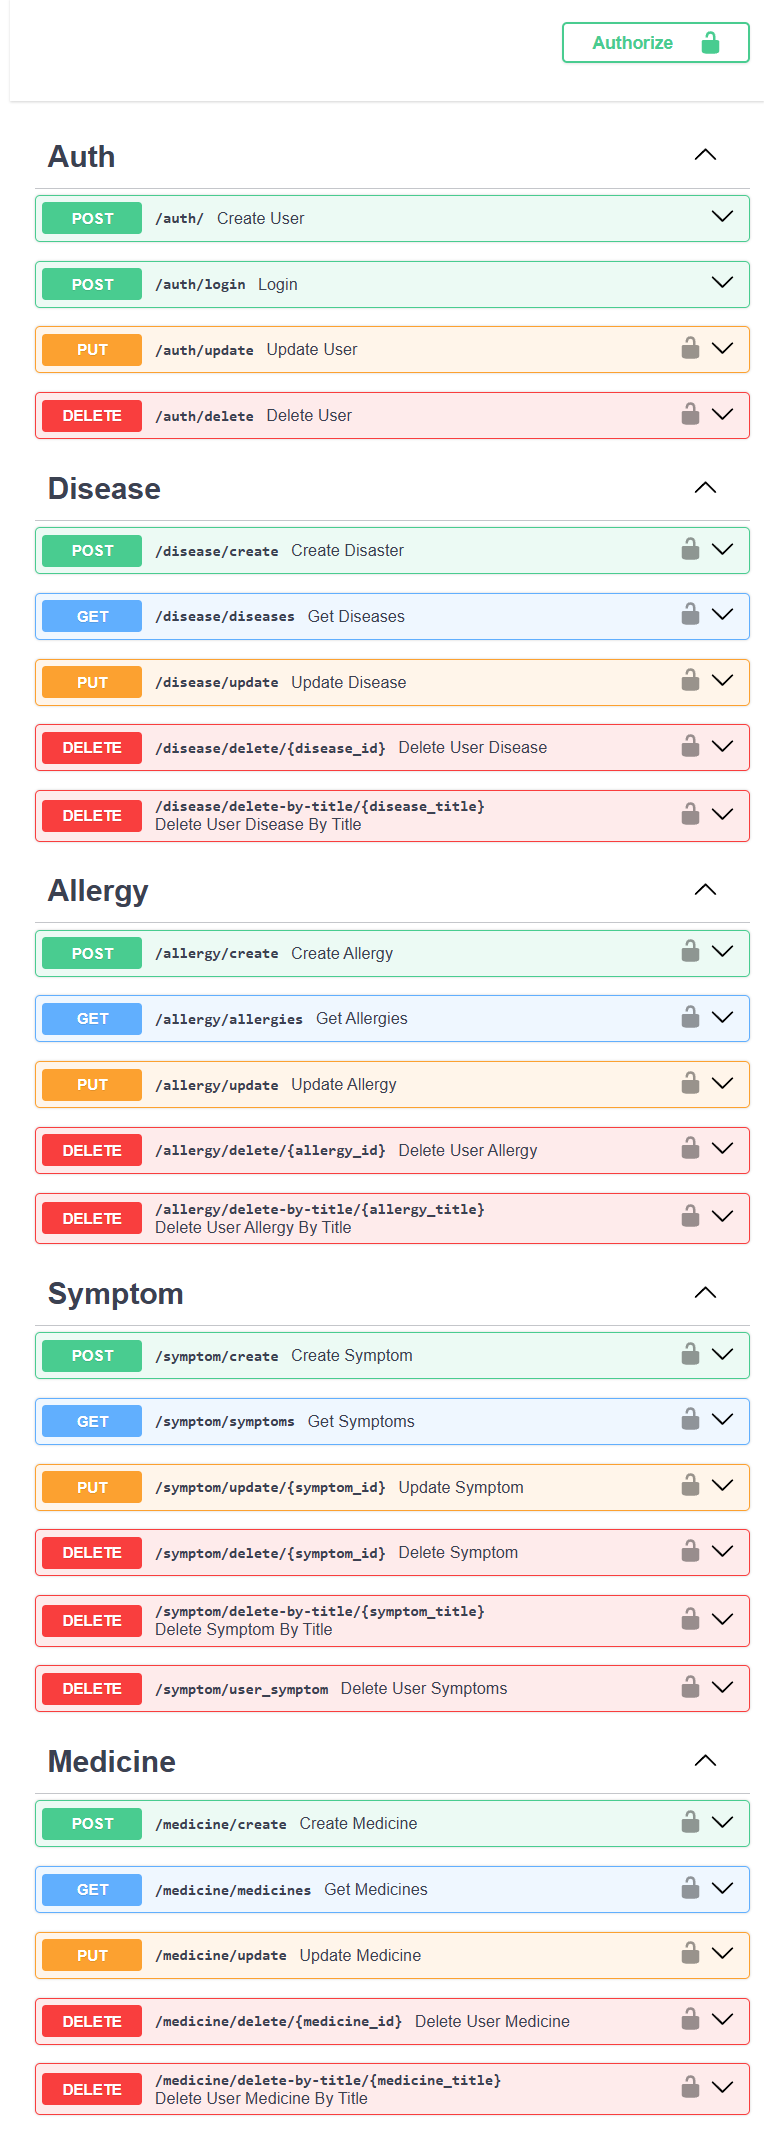 Authorize
Auth
POST /auth/ Create User
POST /auth/login Login
PUT /auth/update Update User
DELETE /auth/delete Delete User
Disease
POST /disease/create Create Disaster
GET /disease/diseases Get Diseases
PUT /disease/update Update Disease
DELETE /disease/delete/{disease_id} Delete User Disease
DELETE /disease/delete-by-title/{disease_title}
Delete User Disease By Title
Allergy
POST /allergy/create Create Allergy
GET /allergy/allergies Get Allergies
PUT /allergy/update Update Allergy
DELETE /allergy/delete/{allergy_id} Delete User Allergy
DELETE /allergy/delete-by-title/{allergy_title}
Delete User Allergy By Title
Symptom
POST /symptom/create Create Symptom
GET /symptom/symptoms Get Symptoms
PUT /symptom/update/{symptom_id} Update Symptom
DELETE /symptom/delete/{symptom_id} Delete Symptom
DELETE /symptom/delete-by-title/{symptom_title}
Delete Symptom By Title
DELETE /symptom/user_symptom Delete User Symptoms
Medicine
POST /medicine/create Create Medicine
GET /medicine/medicines Get Medicines
PUT /medicine/update Update Medicine
DELETE /medicine/delete/{medicine_id} Delete User Medicine
DELETE /medicine/delete-by-title/{medicine_title}
Delete User Medicine By Title